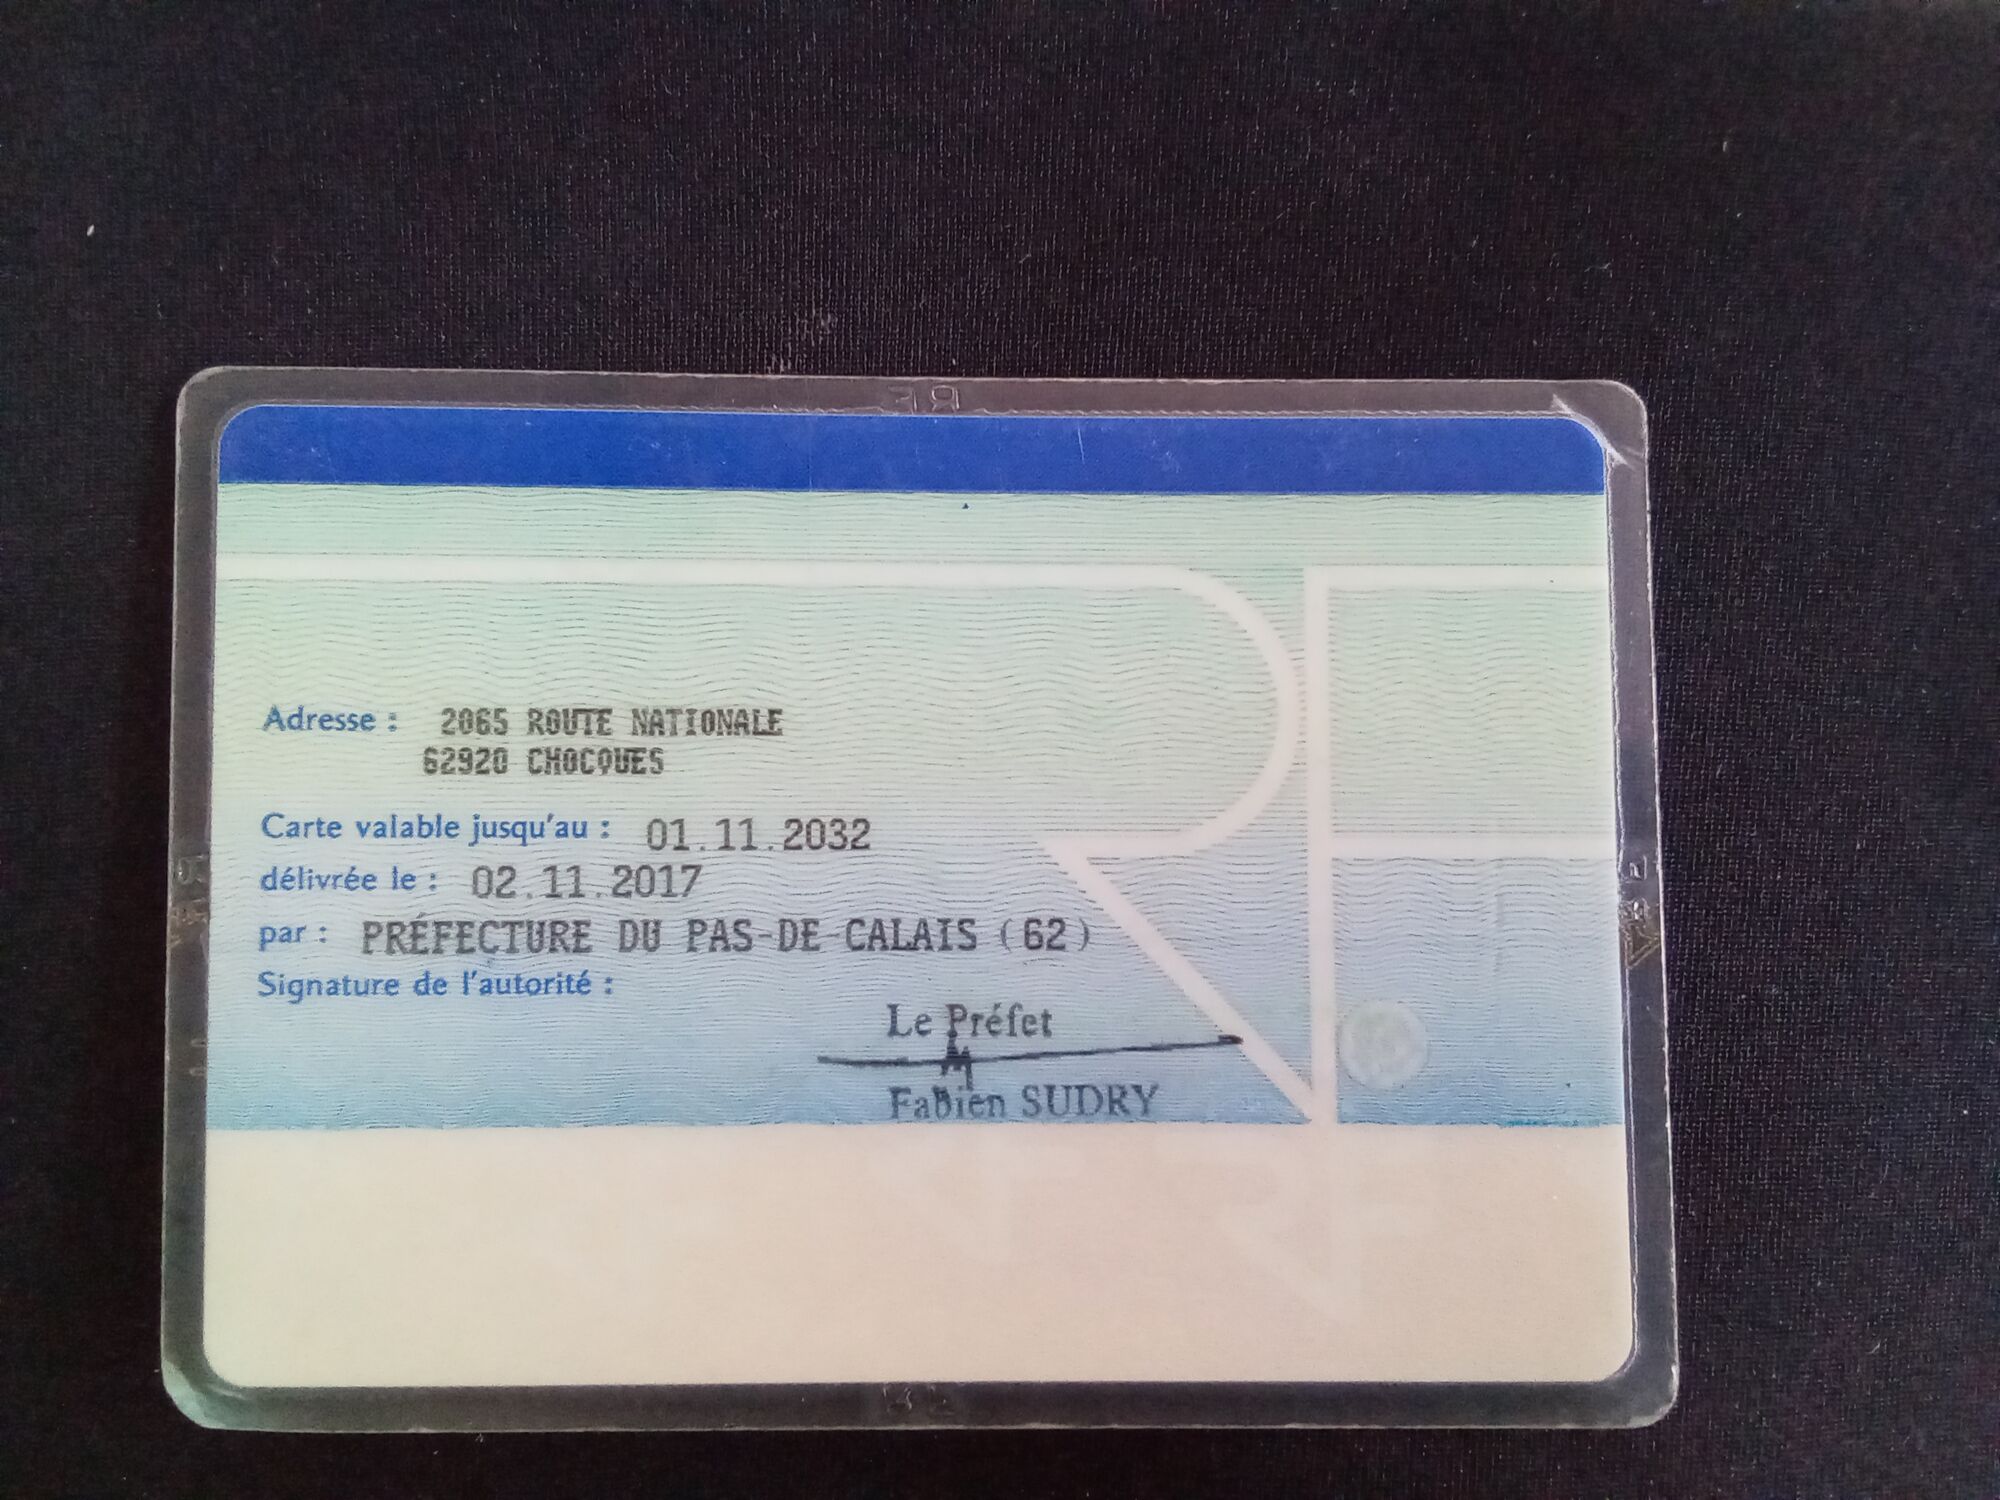 Adresse : 2065 ROUTE NATIONALE
62920 CHOCQUES
Carte valable jusqu'au : 01.11.2032
délivrée le : 02.11.2017
par : PRÉFECTURE DU PAS-DE-CALAIS (62)
Signature de l'autorité :
Le Préfet
Fabien SUDRY
RF